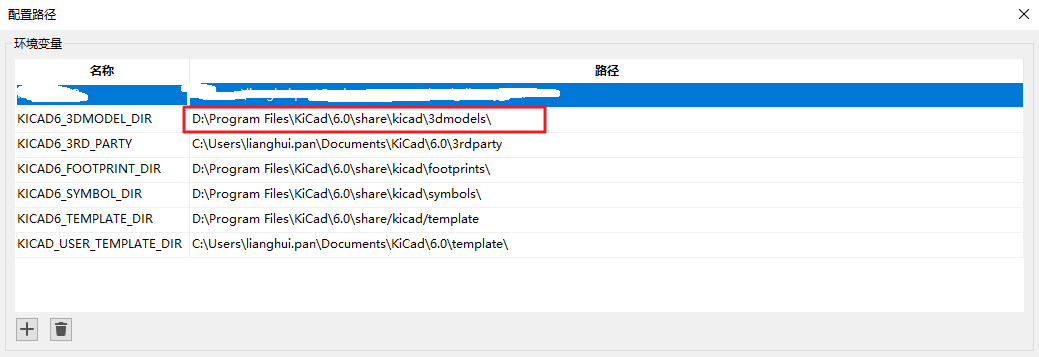 配置路径
环境变量
名称 路径
KICAD6_3DMODEL_DIR D:\Program Files\KiCad\6.0\share\kicad\3dmodels\
KICAD6_3RD_PARTY C:\Users\lianghui.pan\Documents\KiCad\6.0\3rdparty
KICAD6_FOOTPRINT_DIR D:\Program Files\KiCad\6.0\share\kicad\footprints\
KICAD6_SYMBOL_DIR D:\Program Files\KiCad\6.0\share\kicad\symbols\
KICAD6_TEMPLATE_DIR D:\Program Files\KiCad\6.0\share/kicad/template
KICAD_USER_TEMPLATE_DIR C:\Users\lianghui.pan\Documents\KiCad\6.0\template\